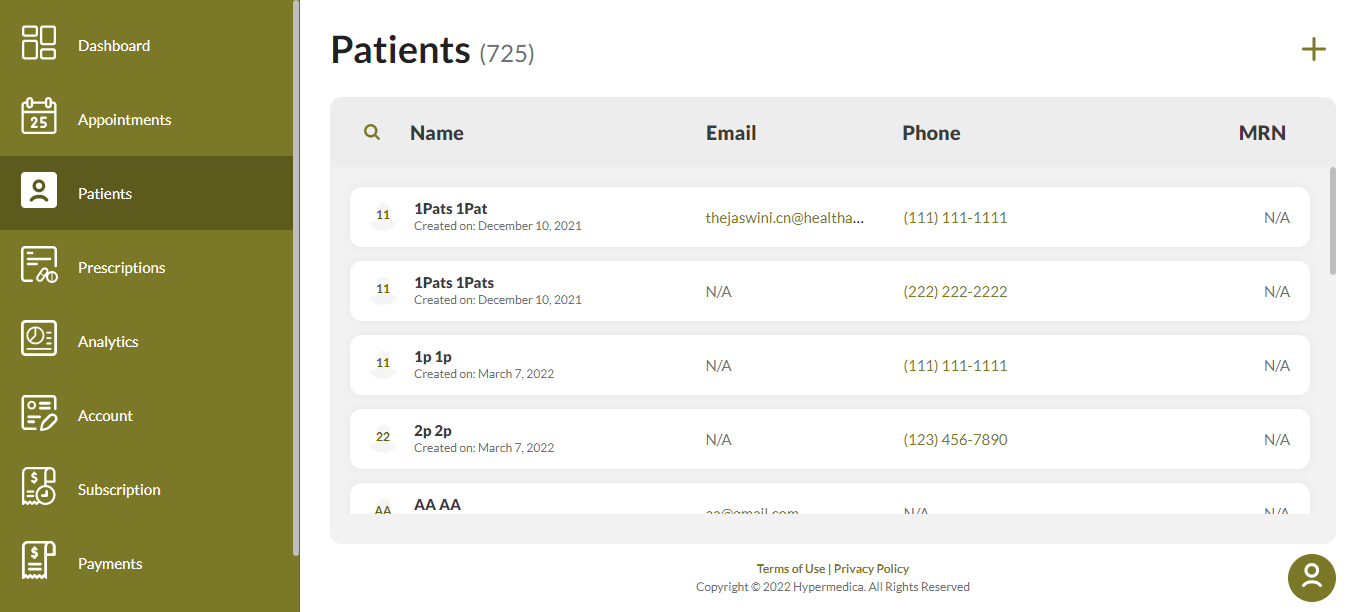 Dashboard
25
Appointments
Patients
Prescriptions
Analytics
Account
$
Subscription
$
Payments
Patients (725)
Name Email Phone MRN
11 1Pats 1Pat thejaswini.cn@healtha... (111) 111-1111 N/A
Created on: December 10, 2021
11 1Pats 1Pats N/A (222) 222-2222 N/A
Created on: December 10, 2021
11 1p 1p N/A (111) 111-1111 N/A
Created on: March 7, 2022
22 2p 2p N/A (123) 456-7890 N/A
Created on: March 7, 2022
AA AA AA aa@gmail.com N/A N/A
Terms of Use | Privacy Policy
Copyright © 2022 Hypermedica. All Rights Reserved